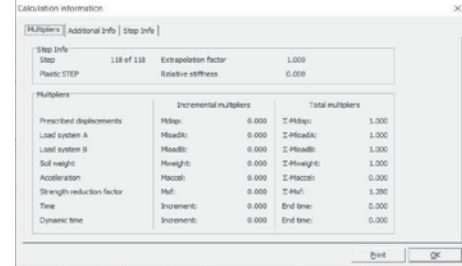 Calculation information
Multipliers Additional Info Step Info
Step Info
Step 118 of 118 Extrapolation factor 1.000
Plastic STEP Relative stiffness 0.000
Multipliers
Incremental multipliers Total multipliers
Prescribed displacements Mdisp: 0.000 Σ-Mdisp: 1.000
Load system A MloadA: 0.000 Σ-MloadA: 1.000
Load system B MloadB: 0.000 Σ-MloadB: 1.000
Soil weight Mweight: 0.000 Σ-Mweight: 1.000
Acceleration Maccel: 0.000 Σ-Maccel: 0.000
Strength reduction factor Msf: 0.000 Σ-Msf: 1.280
Time Increment: 0.000 End time: 0.000
Dynamic time Increment: 0.000 End time: 0.000
Print OK